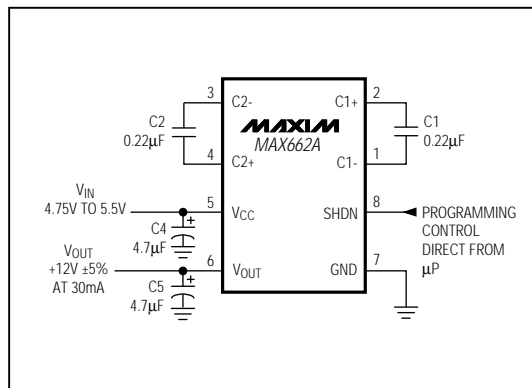 3 C2- C1+ 2
C2
0.22µF
MAXIM
MAX662A
C1
0.22µF
4 C2+ C1- 1
VIN
4.75V TO 5.5V
5 VCC SHDN 8
PROGRAMMING
CONTROL
DIRECT FROM
µP
C4 +
4.7µF
VOUT
+12V ±5%
AT 30mA
6 VOUT GND 7
C5 +
4.7µF